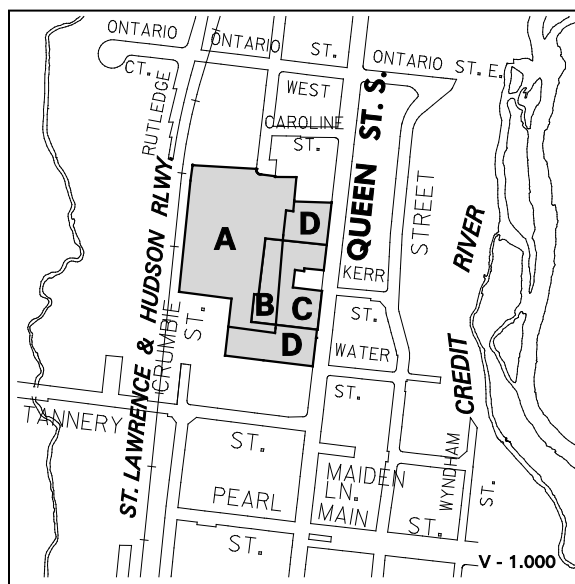 ONTARIO
ONTARIO ST.
ONTARIO ST. E.
CT.
RUTLEDGE
WEST
CAROLINE
ST.
QUEEN ST. S.
STREET
RIVER
CREDIT
ST. LAWRENCE & HUDSON RLWY.
A
D
B
C
D
KERR
ST.
CRUMBIE
ST.
WATER
ST.
TANNERY
ST.
WYNDHAM
ST.
MAIDEN
LN.
PEARL
ST.
MAIN
ST.
V - 1.000